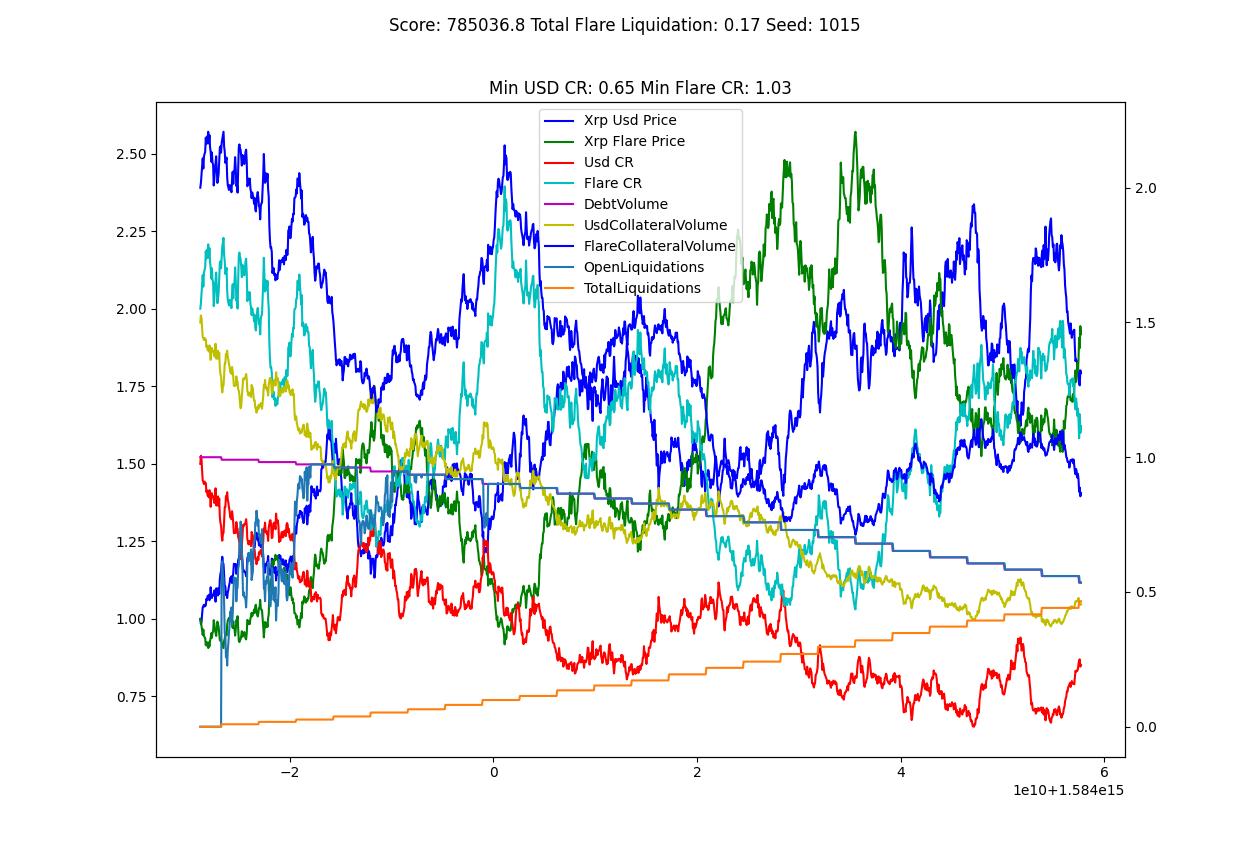 Score: 785036.8 Total Flare Liquidation: 0.17 Seed: 1015
Min USD CR: 0.65 Min Flare CR: 1.03
Xrp Usd Price
Xrp Flare Price
Usd CR
Flare CR
DebtVolume
UsdCollateralVolume
FlareCollateralVolume
OpenLiquidations
TotalLiquidations
2.50
2.25
2.00
1.75
1.50
1.25
1.00
0.75
2.0
1.5
1.0
0.5
0.0
−2
0
2
4
6
1e10+1.584e15